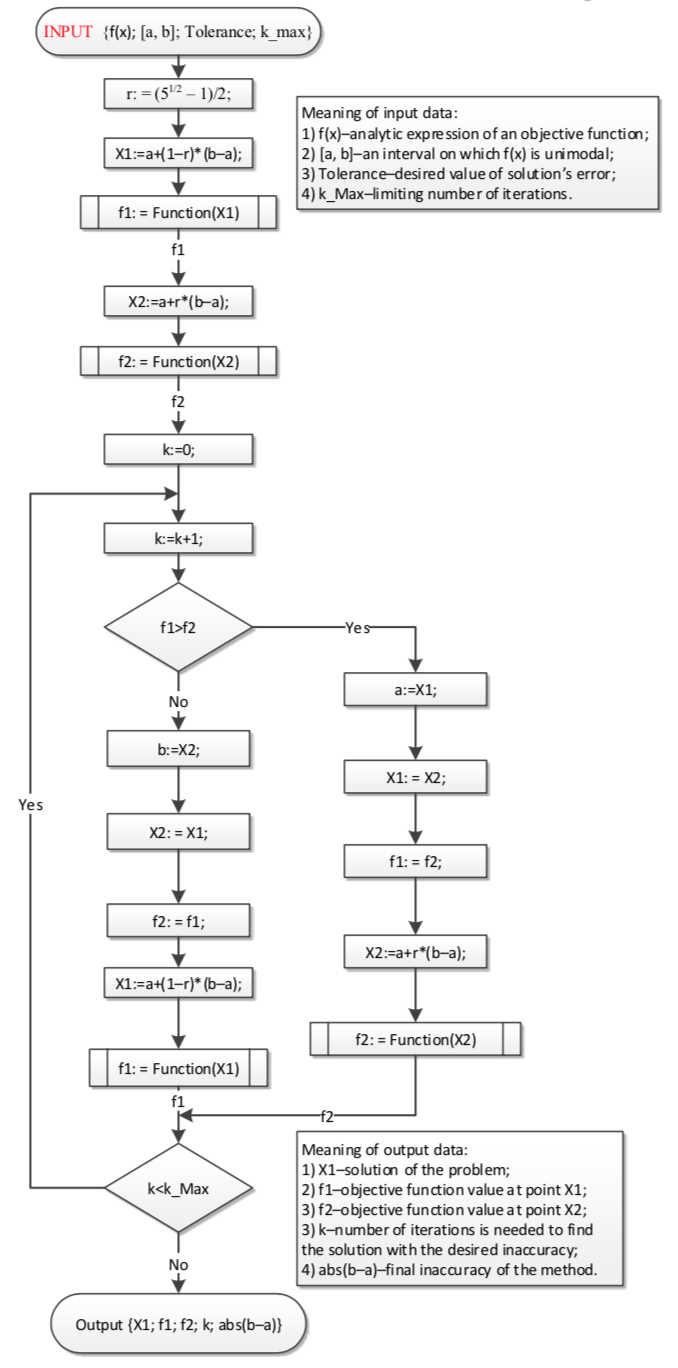 INPUT {f(x); [a, b]; Tolerance; k_max}
r: = (5^1/2 – 1)/2;
X1:=a+(1–r)*(b–a);
f1: = Function(X1)
f1
X2:=a+r*(b–a);
f2: = Function(X2)
f2
k:=0;
k:=k+1;
f1>f2
Yes
No
a:=X1;
X1: = X2;
f1: = f2;
X2:=a+r*(b–a);
f2: = Function(X2)
f2
b:=X2;
X2: = X1;
f2: = f1;
X1:=a+(1–r)*(b–a);
f1: = Function(X1)
f1
k<k_Max
Yes
No
Output {X1; f1; f2; k; abs(b–a)}
Meaning of input data:
1) f(x)–analytic expression of an objective function;
2) [a, b]–an interval on which f(x) is unimodal;
3) Tolerance–desired value of solution's error;
4) k_Max–limiting number of iterations.
Meaning of output data:
1) X1–solution of the problem;
2) f1–objective function value at point X1;
3) f2–objective function value at point X2;
3) k–number of iterations is needed to find
the solution with the desired inaccuracy;
4) abs(b–a)–final inaccuracy of the method.